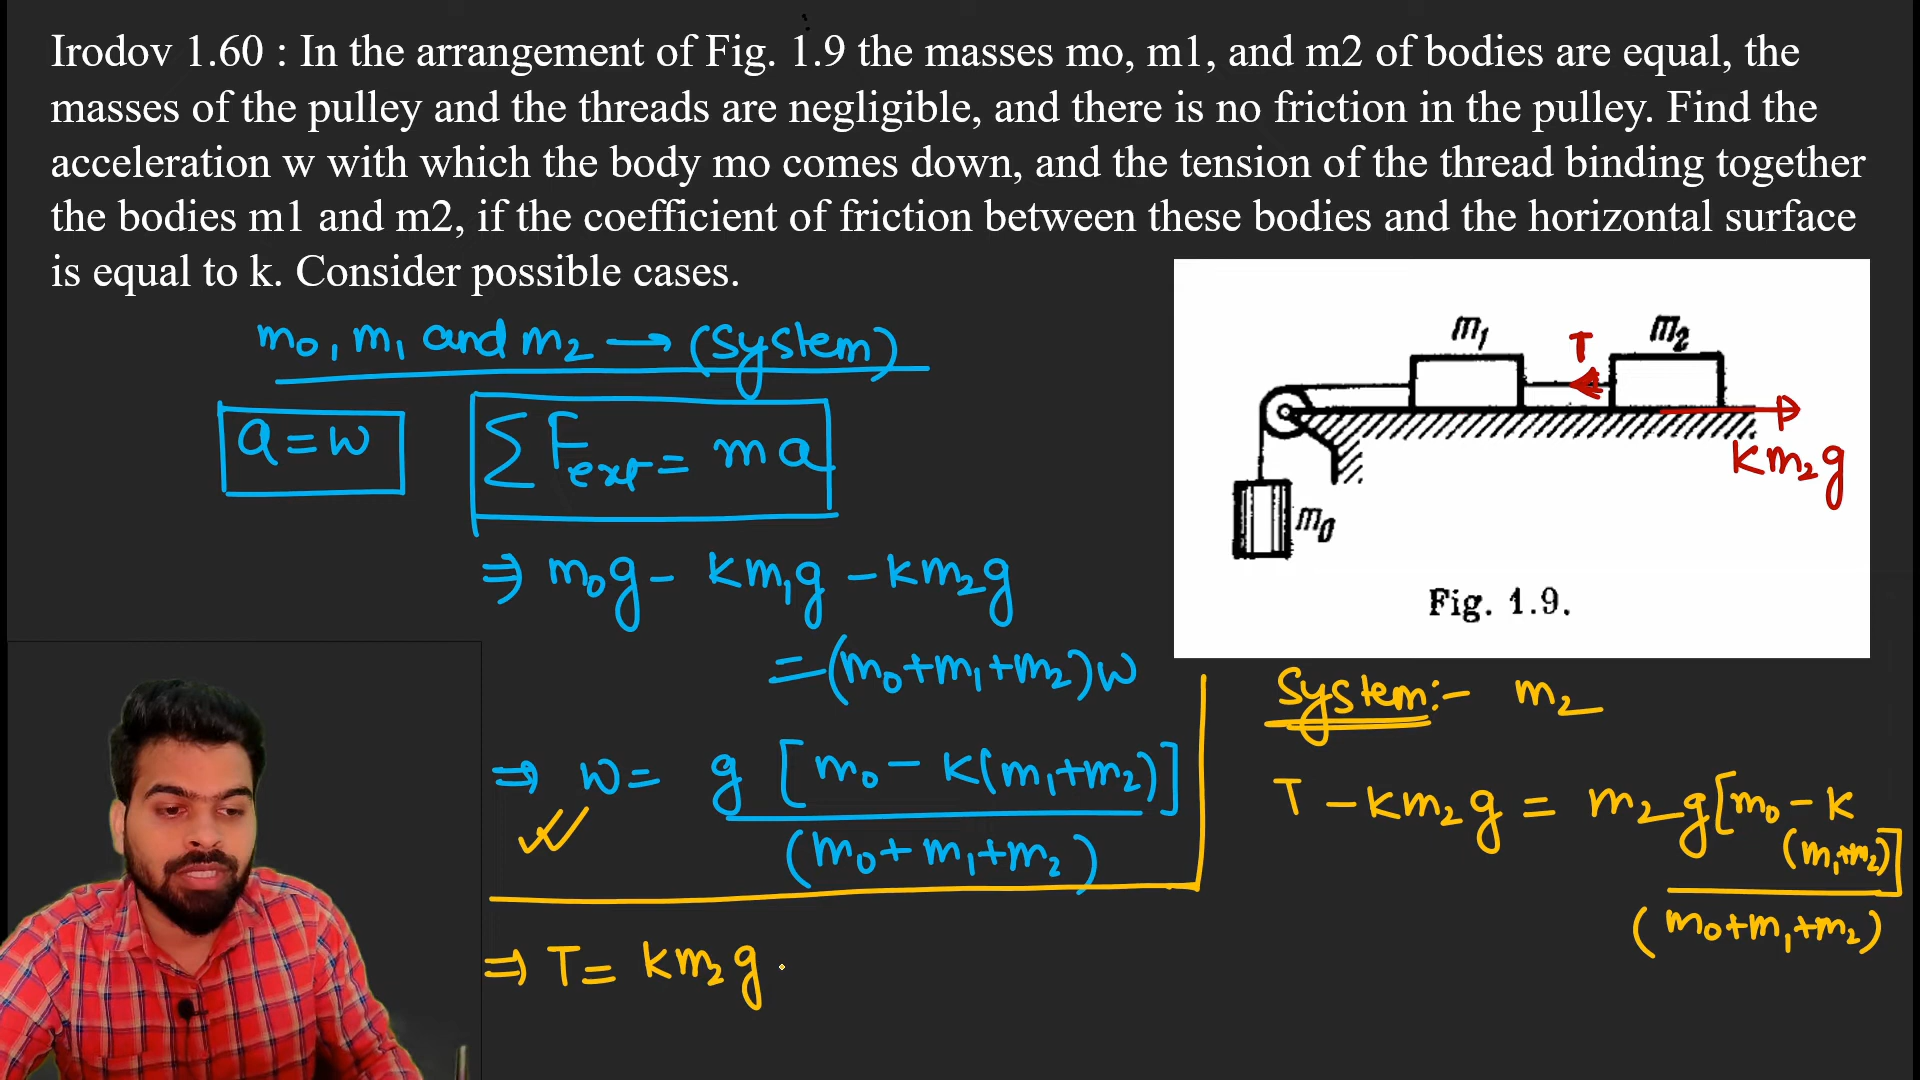 Irodov 1.60 : In the arrangement of Fig. 1.9 the masses mo, m1, and m2 of bodies are equal, the
masses of the pulley and the threads are negligible, and there is no friction in the pulley. Find the
acceleration w with which the body mo comes down, and the tension of the thread binding together
the bodies m1 and m2, if the coefficient of friction between these bodies and the horizontal surface
is equal to k. Consider possible cases.
m₀, m₁ and m₂ → (system)
a = w
∑ Fext = ma
⇒ m₀g - km₁g - km₂g
= (m₀+m₁+m₂)w
⇒ w = g [m₀ - k(m₁+m₂)]
(m₀+m₁+m₂)
⇒ T = km₂g
m₁
T
m₂
km₂g
m₀
Fig. 1.9.
System:- m₂
T - km₂g = m₂g[m₀ - k
(m₁+m₂)]
(m₀+m₁+m₂)